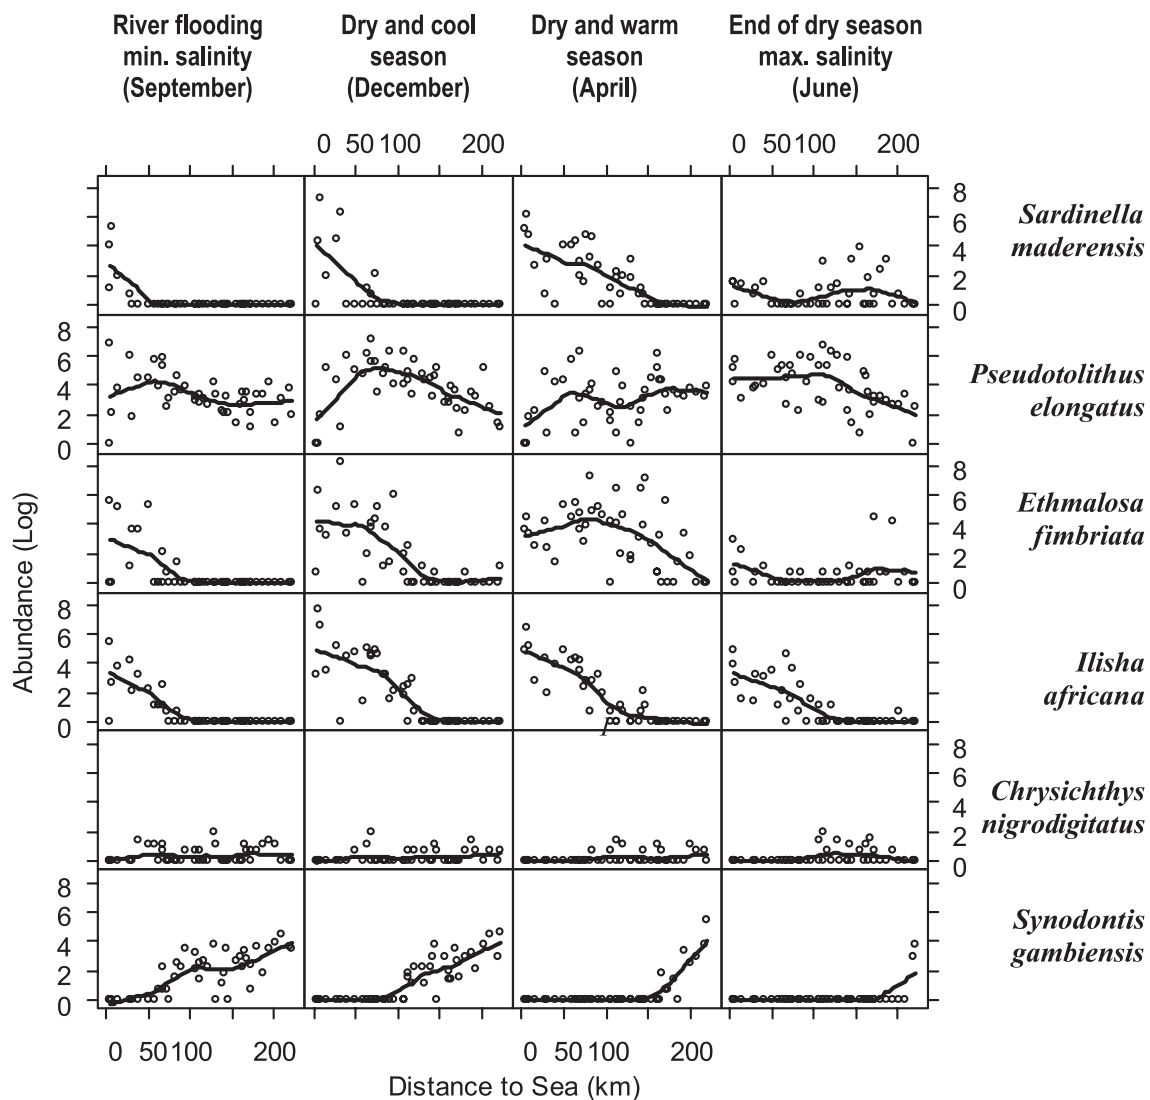 River flooding
min. salinity
(September)
Dry and cool
season
(December)
Dry and warm
season
(April)
End of dry season
max. salinity
(June)
0 50 100 200
0 50 100 200
8
6
4
2
0
Sardinella
maderensis
8
6
4
2
0
Pseudotolithus
elongatus
8
6
4
2
0
Ethmalosa
fimbriata
8
6
4
2
0
Ilisha
africana
8
6
4
2
0
Chrysichthys
nigrodigitatus
8
6
4
2
0
Synodontis
gambiensis
Abundance (Log)
0 50 100 200
0 50 100 200
Distance to Sea (km)